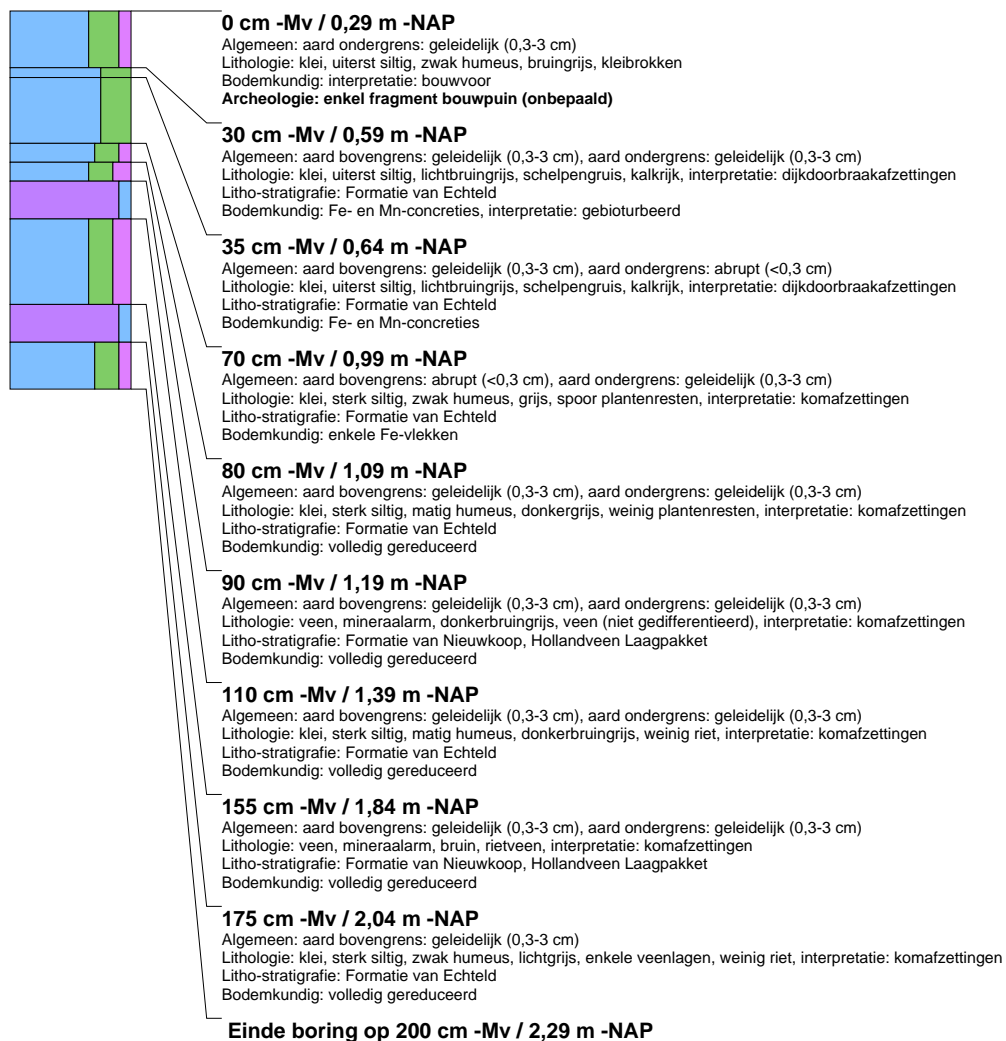 0 cm -Mv / 0,29 m -NAP
Algemeen: aard ondergrens: geleidelijk (0,3-3 cm)
Lithologie: klei, uiterst siltig, zwak humeus, bruingrijs, kleibrokken
Bodemkundig: interpretatie: bouwvoor
Archeologie: enkel fragment bouwpuin (onbepaald)
30 cm -Mv / 0,59 m -NAP
Algemeen: aard bovengrens: geleidelijk (0,3-3 cm), aard ondergrens: geleidelijk (0,3-3 cm)
Lithologie: klei, uiterst siltig, lichtbruingrijs, schelpengruis, kalkrijk, interpretatie: dijkdoorbraakafzettingen
Litho-stratigrafie: Formatie van Echteld
Bodemkundig: Fe- en Mn-concreties, interpretatie: gebioturbeerd
35 cm -Mv / 0,64 m -NAP
Algemeen: aard bovengrens: geleidelijk (0,3-3 cm), aard ondergrens: abrupt (<0,3 cm)
Lithologie: klei, uiterst siltig, lichtbruingrijs, schelpengruis, kalkrijk, interpretatie: dijkdoorbraakafzettingen
Litho-stratigrafie: Formatie van Echteld
Bodemkundig: Fe- en Mn-concreties
70 cm -Mv / 0,99 m -NAP
Algemeen: aard bovengrens: abrupt (<0,3 cm), aard ondergrens: geleidelijk (0,3-3 cm)
Lithologie: klei, sterk siltig, zwak humeus, grijs, spoor plantenresten, interpretatie: komafzettingen
Litho-stratigrafie: Formatie van Echteld
Bodemkundig: enkele Fe-vlekken
80 cm -Mv / 1,09 m -NAP
Algemeen: aard bovengrens: geleidelijk (0,3-3 cm), aard ondergrens: geleidelijk (0,3-3 cm)
Lithologie: klei, sterk siltig, matig humeus, donkergrijs, weinig plantenresten, interpretatie: komafzettingen
Litho-stratigrafie: Formatie van Echteld
Bodemkundig: volledig gereduceerd
90 cm -Mv / 1,19 m -NAP
Algemeen: aard bovengrens: geleidelijk (0,3-3 cm), aard ondergrens: geleidelijk (0,3-3 cm)
Lithologie: veen, mineraalarm, donkerbruingrijs, veen (niet gedifferentieerd), interpretatie: komafzettingen
Litho-stratigrafie: Formatie van Nieuwkoop, Hollandveen Laagpakket
Bodemkundig: volledig gereduceerd
110 cm -Mv / 1,39 m -NAP
Algemeen: aard bovengrens: geleidelijk (0,3-3 cm), aard ondergrens: geleidelijk (0,3-3 cm)
Lithologie: klei, sterk siltig, matig humeus, donkerbruingrijs, weinig riet, interpretatie: komafzettingen
Litho-stratigrafie: Formatie van Echteld
Bodemkundig: volledig gereduceerd
155 cm -Mv / 1,84 m -NAP
Algemeen: aard bovengrens: geleidelijk (0,3-3 cm), aard ondergrens: geleidelijk (0,3-3 cm)
Lithologie: veen, mineraalarm, bruin, rietveen, interpretatie: komafzettingen
Litho-stratigrafie: Formatie van Nieuwkoop, Hollandveen Laagpakket
Bodemkundig: volledig gereduceerd
175 cm -Mv / 2,04 m -NAP
Algemeen: aard bovengrens: geleidelijk (0,3-3 cm)
Lithologie: klei, sterk siltig, zwak humeus, lichtgrijs, enkele veenlagen, weinig riet, interpretatie: komafzettingen
Litho-stratigrafie: Formatie van Echteld
Bodemkundig: volledig gereduceerd
Einde boring op 200 cm -Mv / 2,29 m -NAP